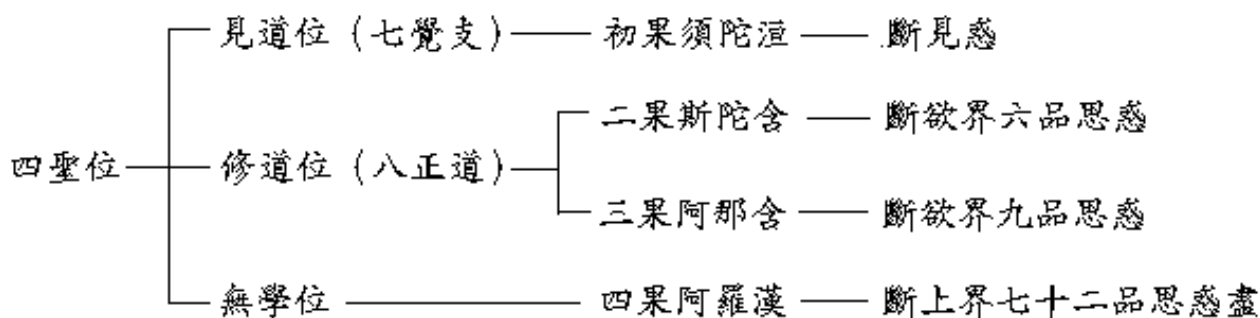 見道位（七覺支） 初果須陀洹 斷見惑
二果斯陀含 斷欲界六品思惑
四聖位 修道位（八正道）
三果阿那含 斷欲界九品思惑
無學位 四果阿羅漢 斷上界七十二品思惑盡